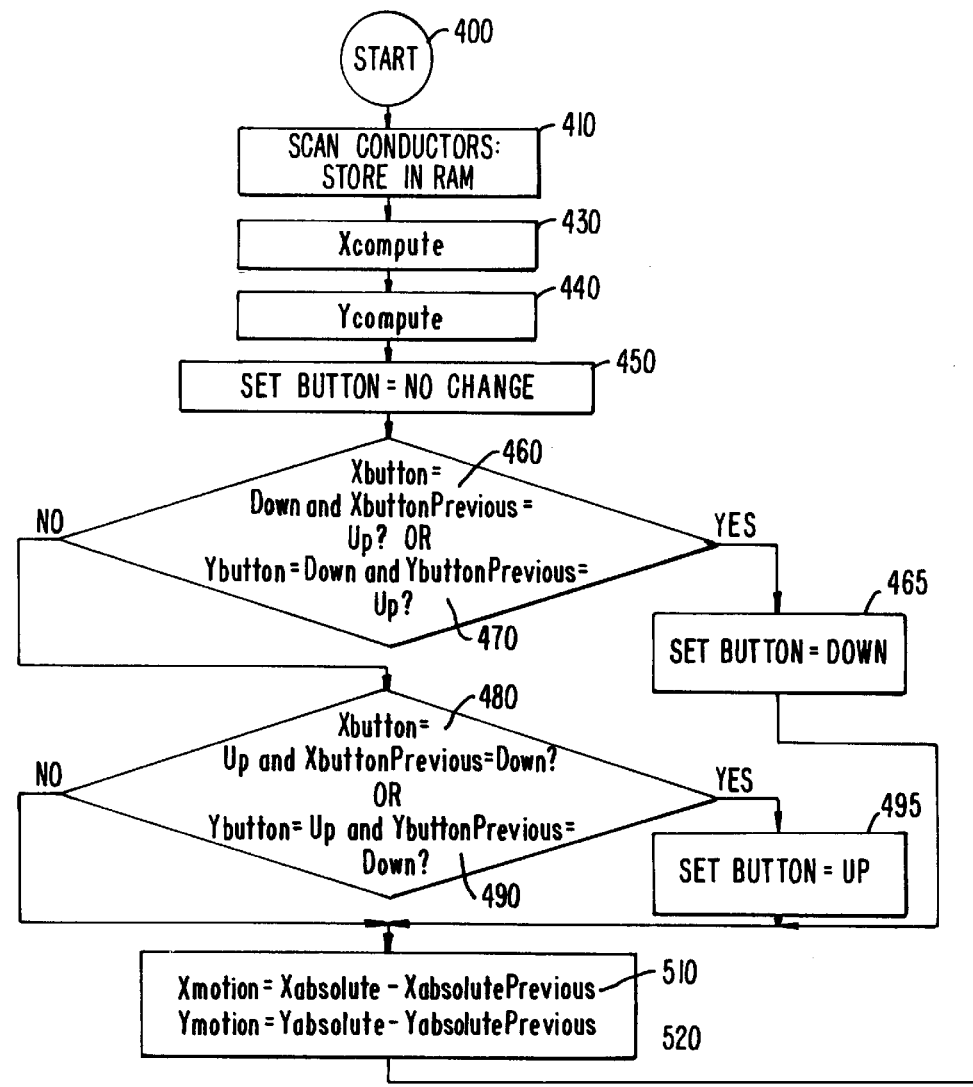 400
START
410
SCAN CONDUCTORS:
STORE IN RAM
430
Xcompute
440
Ycompute
450
SET BUTTON = NO CHANGE
460
Xbutton=
Down and XbuttonPrevious=
Up? OR
Ybutton=Down and YbuttonPrevious=
Up?
470
NO
YES
465
SET BUTTON = DOWN
480
Xbutton=
Up and XbuttonPrevious=Down?
OR
Ybutton= Up and YbuttonPrevious=
Down?
490
NO
YES
495
SET BUTTON = UP
Xmotion = Xabsolute - XabsolutePrevious
510
Ymotion = Yabsolute - YabsolutePrevious
520